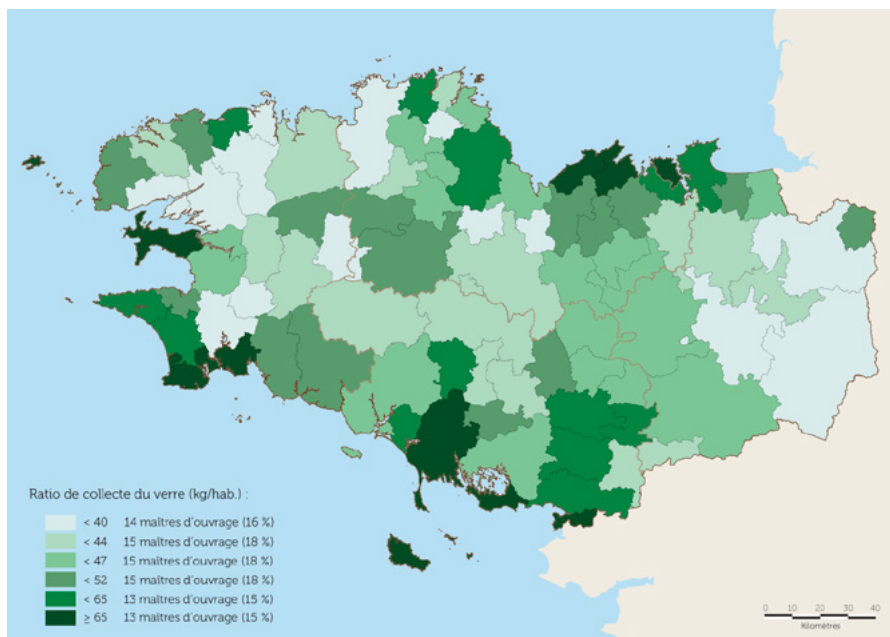 Ratio de collecte du verre (kg/hab.) :
< 40 14 maîtres d'ouvrage (16 %)
< 44 15 maîtres d'ouvrage (18 %)
< 47 15 maîtres d'ouvrage (18 %)
< 52 15 maîtres d'ouvrage (18 %)
< 65 13 maîtres d'ouvrage (15 %)
≥ 65 13 maîtres d'ouvrage (15 %)
0 10 20 30 40
Kilomètres